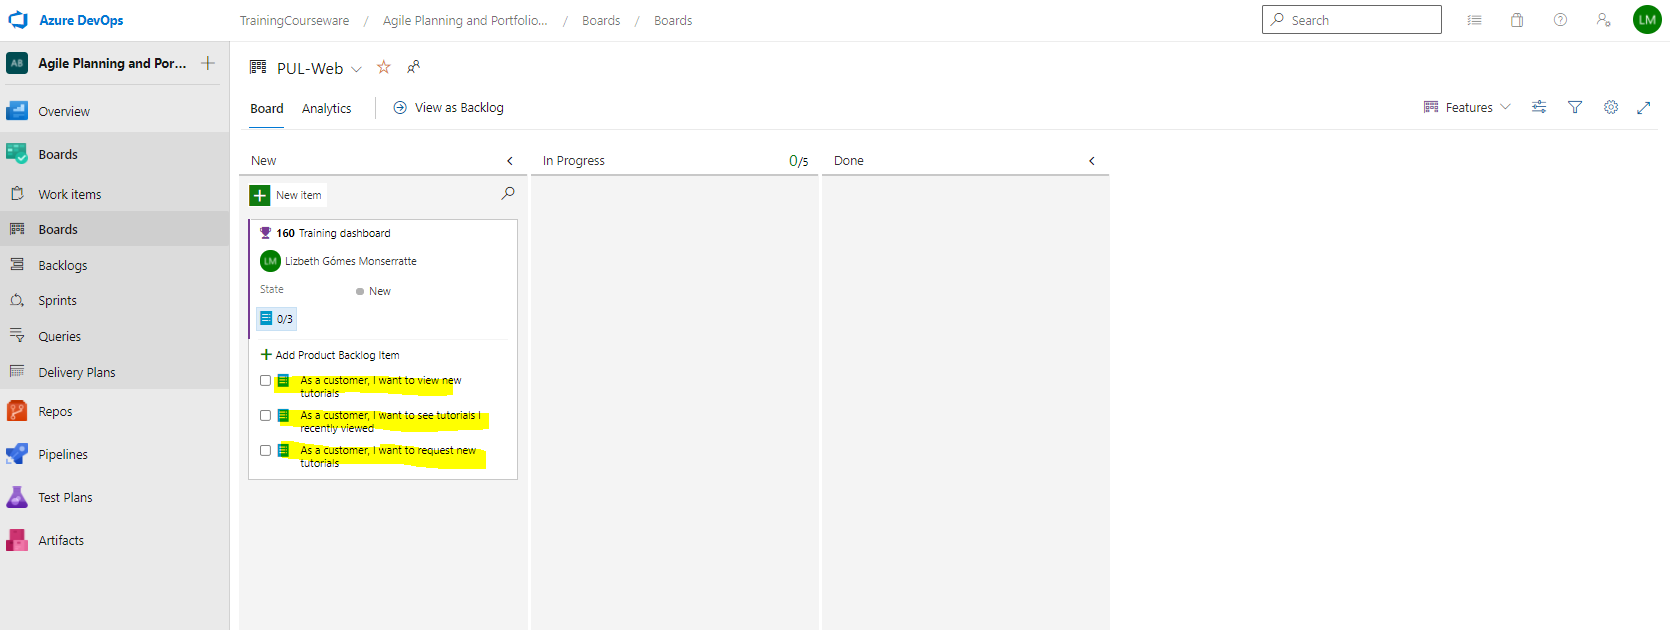 Azure DevOps
TrainingCourseware / Agile Planning and Portfolio... / Boards / Boards
Search
LM
AB Agile Planning and Por...
PUL-Web
Board Analytics View as Backlog
Features
Overview
Boards
Work items
Boards
Backlogs
Sprints
Queries
Delivery Plans
Repos
Pipelines
Test Plans
Artifacts
New
In Progress 0/5
Done
New item
160 Training dashboard
LM Lizbeth Gómes Monserratte
State New
0/3
Add Product Backlog Item
As a customer, I want to view new
tutorials
As a customer, I want to see tutorials I
recently viewed
As a customer, I want to request new
tutorials